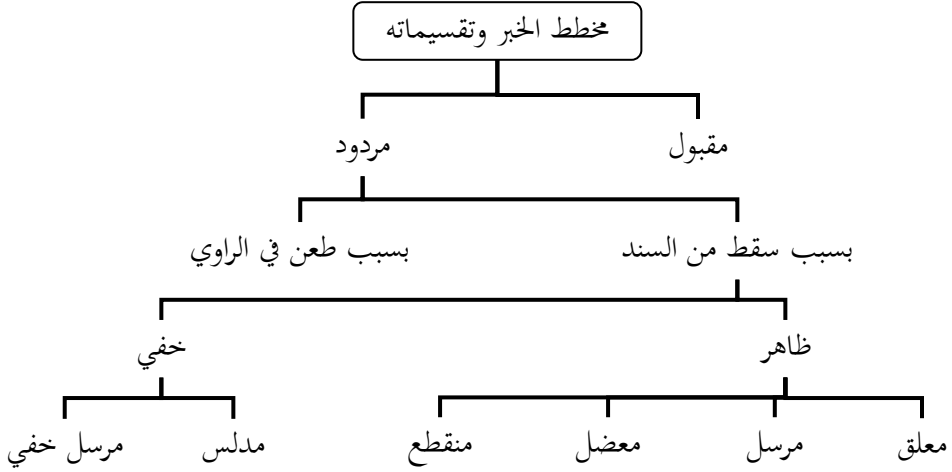 مخطط الخبر وتقسيماته
مقبول
مردود
بسبب سقط من السند
بسبب طعن في الراوي
ظاهر
خفي
معلق
مرسل
معضل
منقطع
مدلس
مرسل خفي